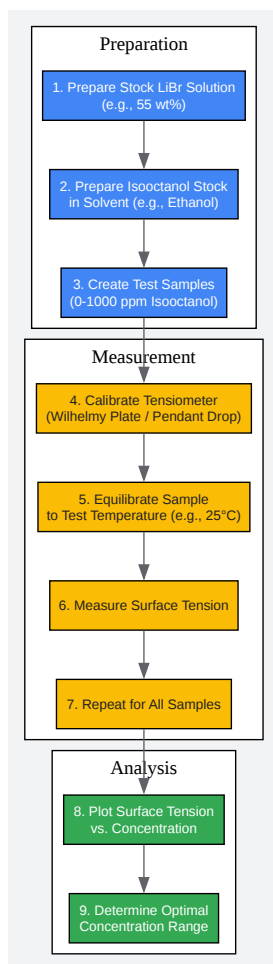 Preparation
1. Prepare Stock LiBr Solution
(e.g., 55 wt%)
2. Prepare Isooctanol Stock
in Solvent (e.g., Ethanol)
3. Create Test Samples
(0-1000 ppm Isooctanol)
Measurement
4. Calibrate Tensiometer
(Wilhelmy Plate / Pendant Drop)
5. Equilibrate Sample
to Test Temperature (e.g., 25°C)
6. Measure Surface Tension
7. Repeat for All Samples
Analysis
8. Plot Surface Tension
vs. Concentration
9. Determine Optimal
Concentration Range